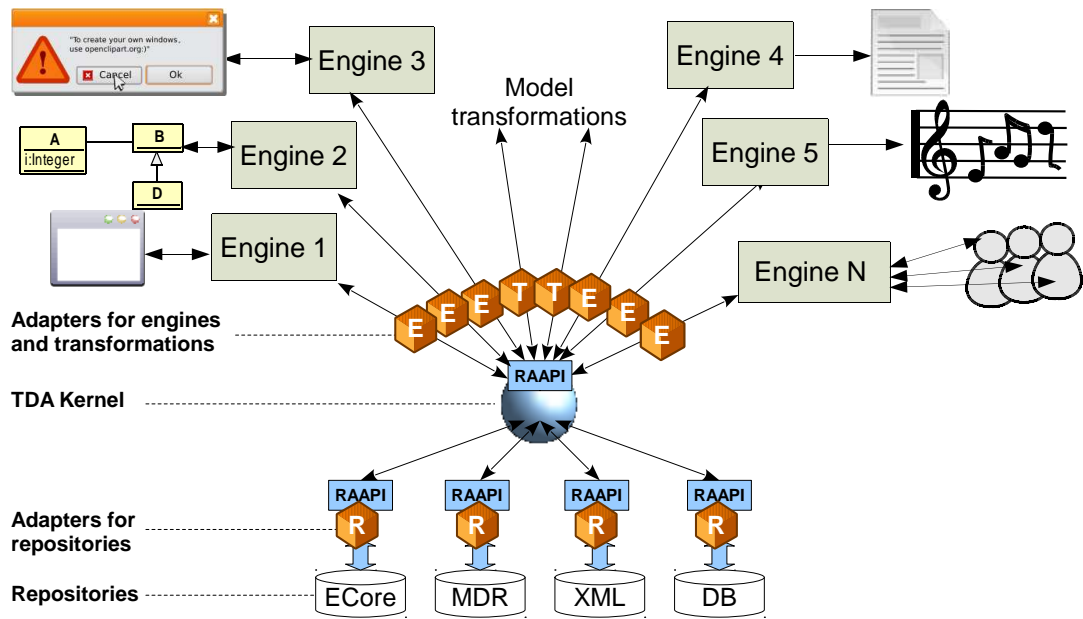 "To create your own windows,
use openclipart.org:)"
Cancel
Ok
Engine 3
Engine 4
Model
transformations
A
i:Integer
B
D
Engine 2
Engine 5
Engine 1
Engine N
E
E
E
T
T
E
E
E
Adapters for engines
and transformations
RAAPI
TDA Kernel
RAAPI
RAAPI
RAAPI
RAAPI
R
R
R
R
Adapters for
repositories
Repositories
ECore
MDR
XML
DB